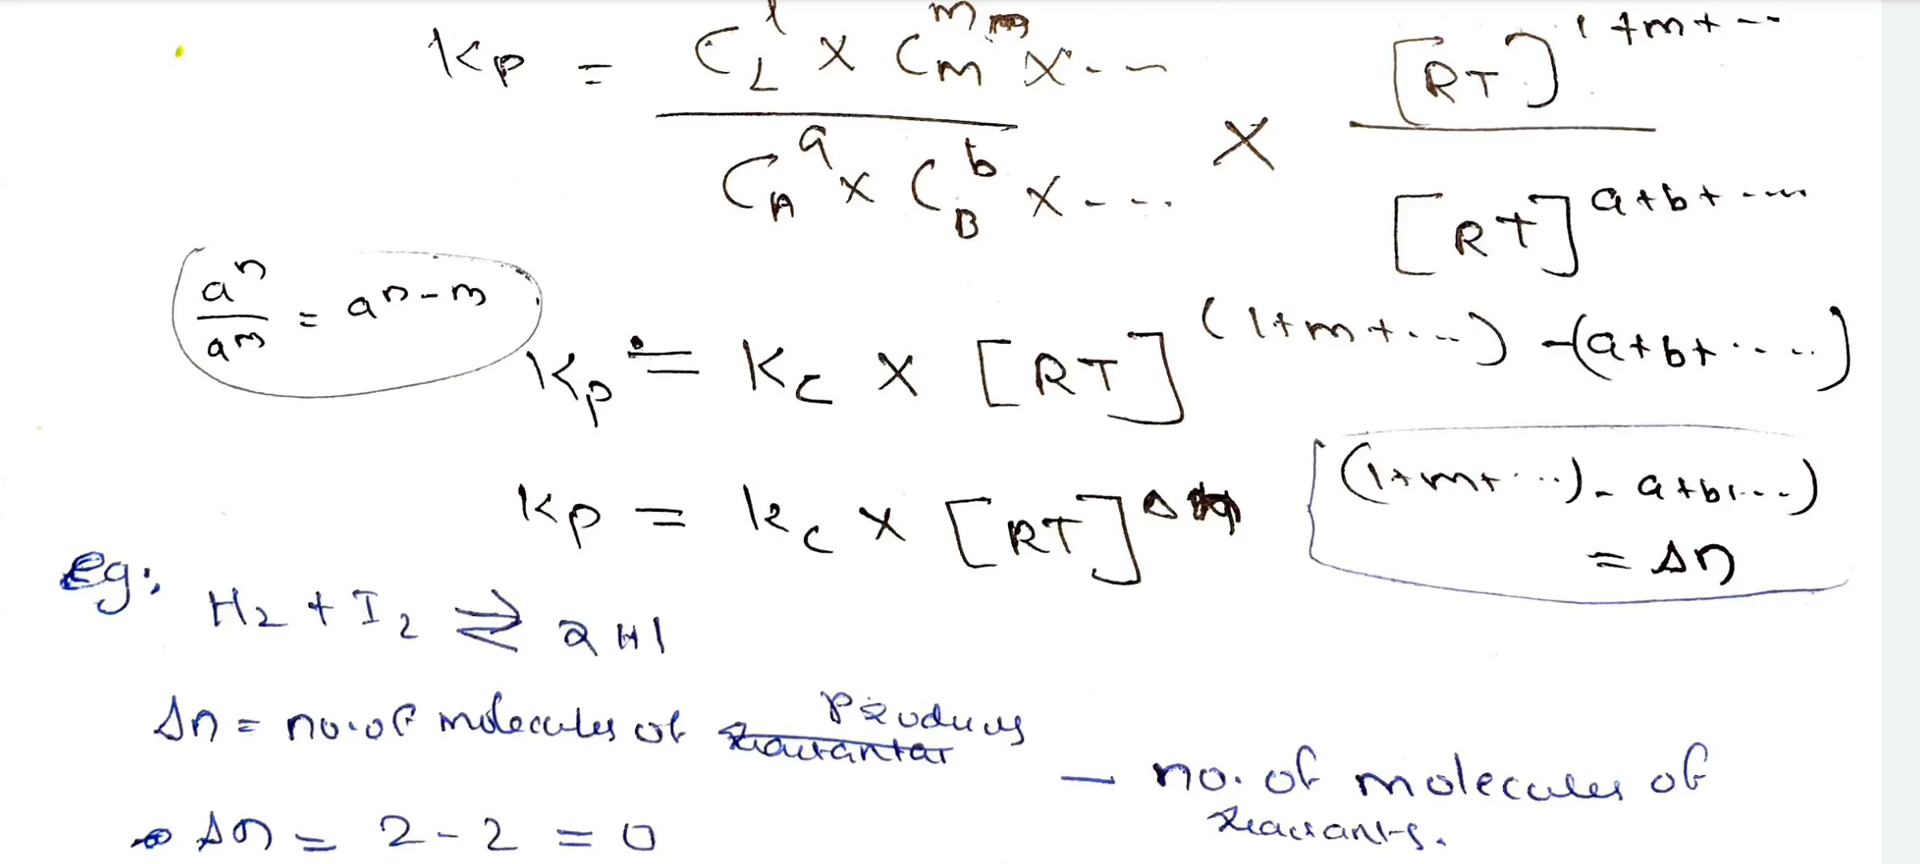 Kp = C_L^l × C_M^m × -- / C_A^a × C_B^b × --- × [RT]^l+m+-- / [RT]^a+b+----
a^n / a^m = a^n-m
Kp = Kc × [RT]^(l+m+...) -(a+b+.....)
Kp = Kc × [RT]^Δn
(l+m+...)- a+b+...)
= Δn
eg:
H2 + I2 ⇌ 2HI
Δn = no. of molecules of products
— no. of molecules of
reactants.
Δn = 2 - 2 = 0